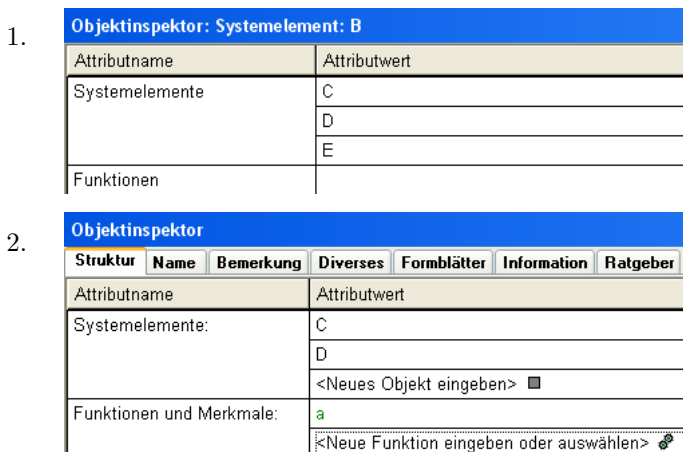 1.
Objektinspektor: Systemelement: B
Attributname Attributwert
Systemelemente C
D
E
Funktionen
2.
Objektinspektor
Struktur Name Bemerkung Diverses Formblätter Information Ratgeber
Attributname Attributwert
Systemelemente: C
D
<Neues Objekt eingeben>
Funktionen und Merkmale: a
<Neue Funktion eingeben oder auswählen>